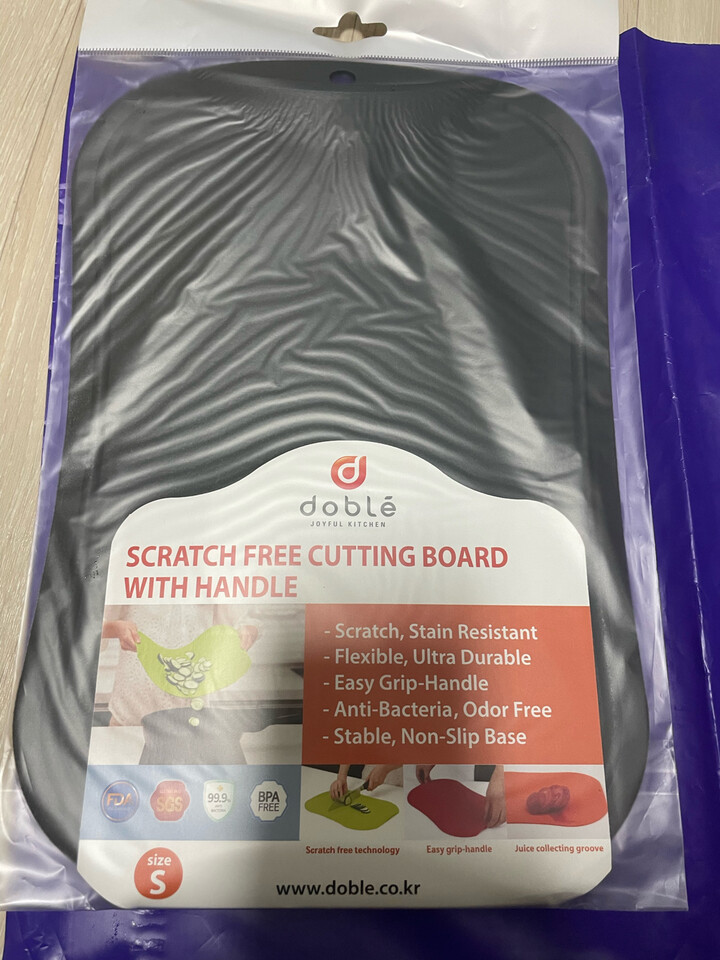 doblé
JOYFUL KITCHEN
SCRATCH FREE CUTTING BOARD
WITH HANDLE
- Scratch, Stain Resistant
- Flexible, Ultra Durable
- Easy Grip-Handle
- Anti-Bacteria, Odor Free
- Stable, Non-Slip Base
FDA
SGS
99.9%
BPA
FREE
Scratch free technology
Easy grip-handle
Juice collecting groove
size
S
www.doble.co.kr